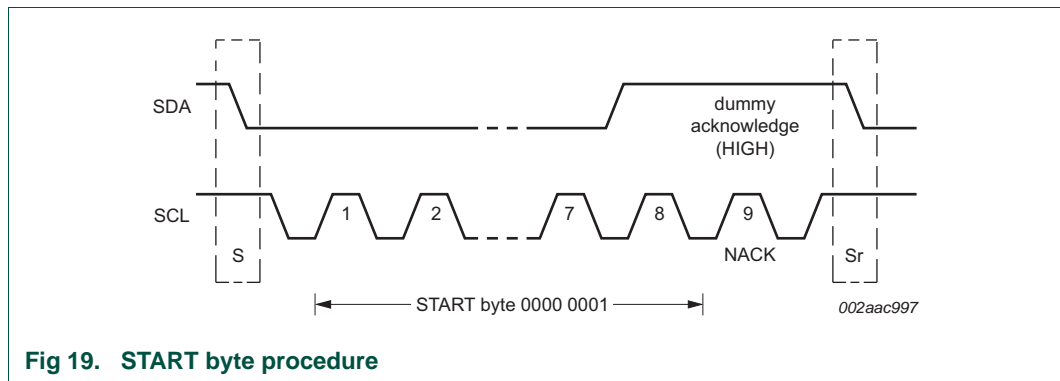 SDA
dummy
acknowledge
(HIGH)
SCL
1
2
7
8
9
S
NACK
Sr
START byte 0000 0001
002aac997
Fig 19. START byte procedure